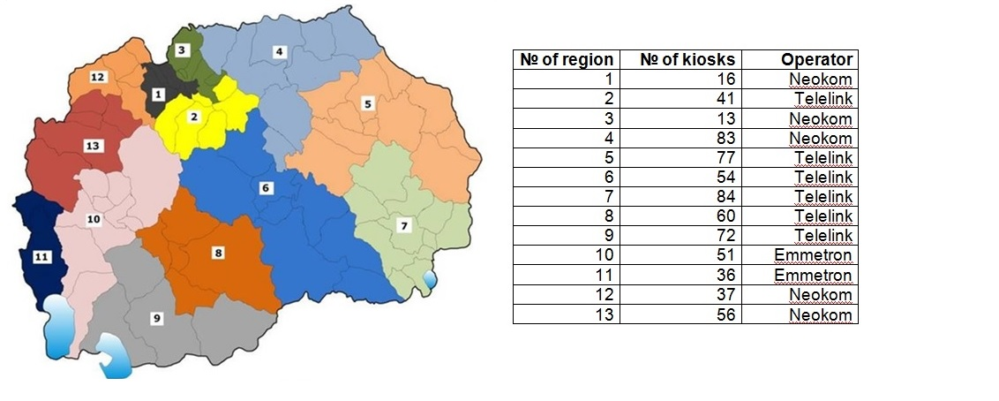 3
4
12
1
5
2
13
6
10
7
8
11
9
№ of region № of kiosks Operator
1 16 Neokom
2 41 Telelink
3 13 Neokom
4 83 Neokom
5 77 Telelink
6 54 Telelink
7 84 Telelink
8 60 Telelink
9 72 Telelink
10 51 Emmetron
11 36 Emmetron
12 37 Neokom
13 56 Neokom